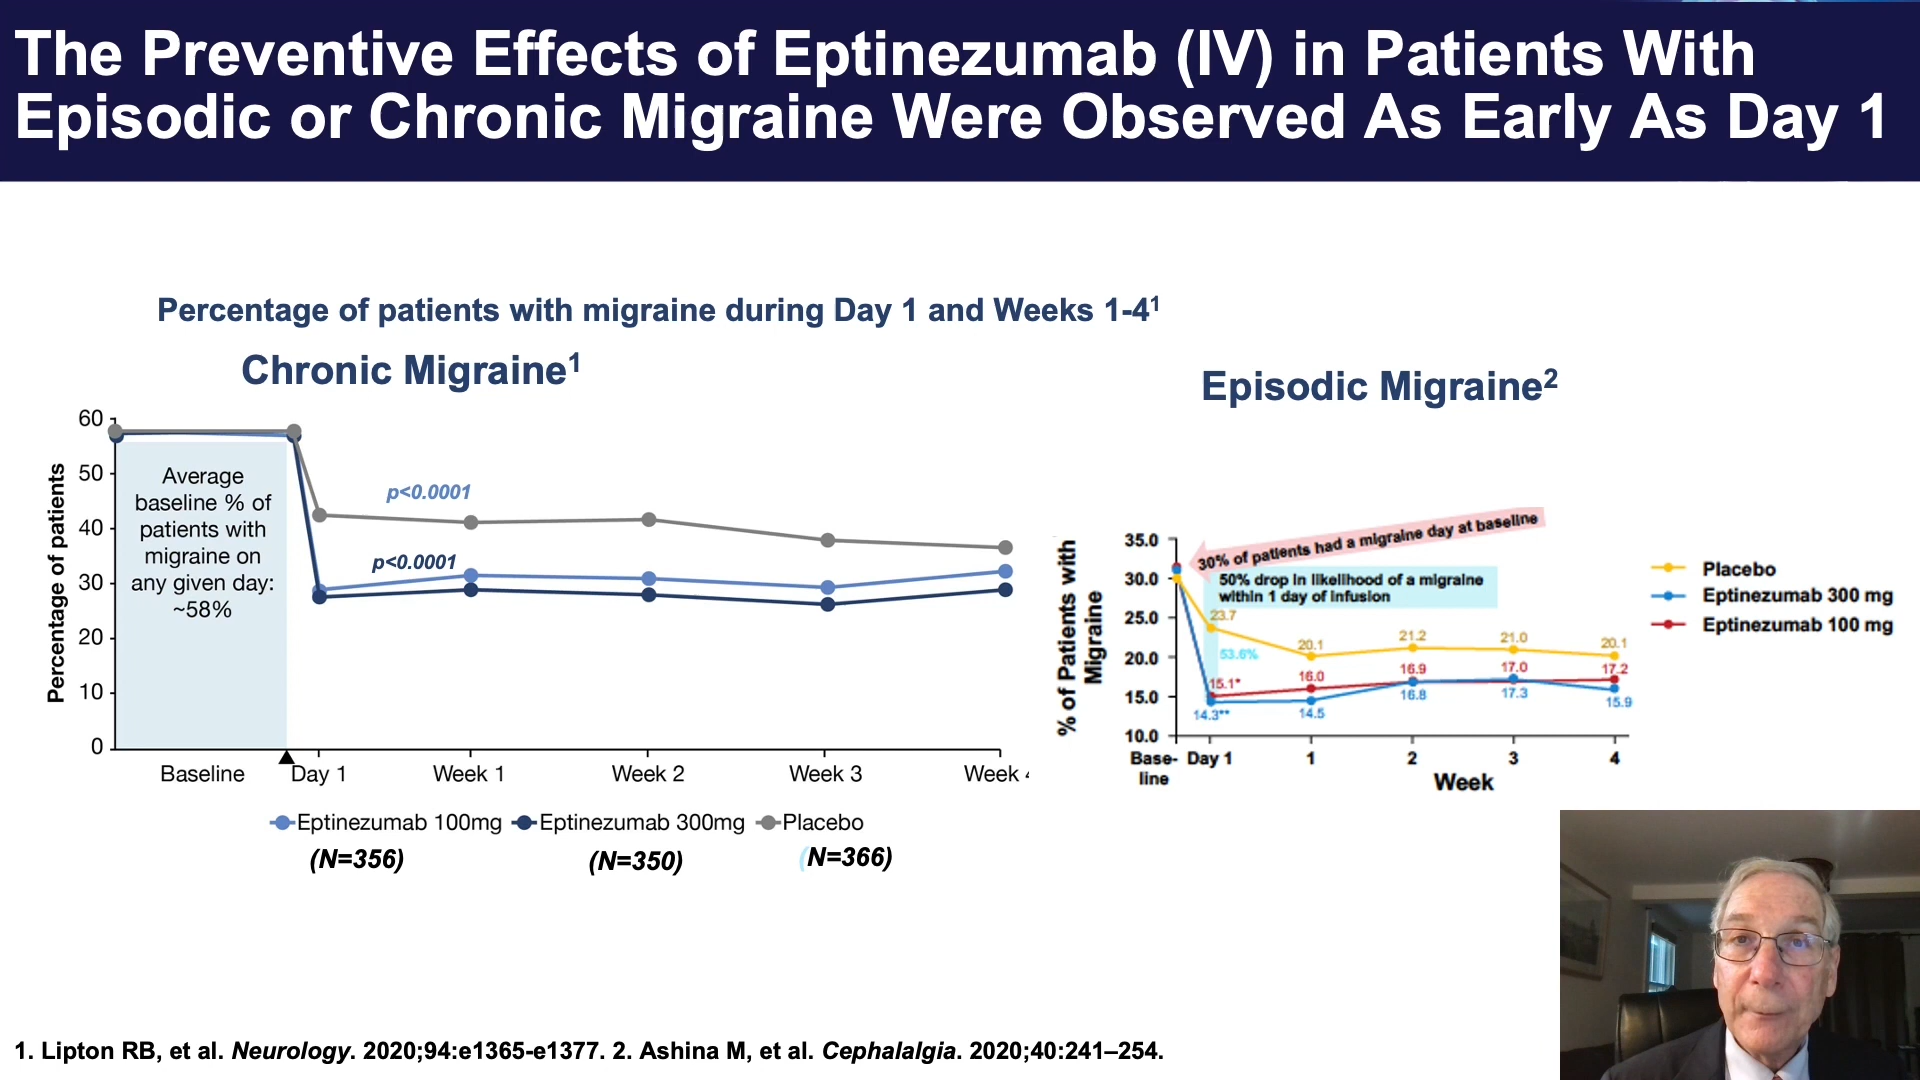 The Preventive Effects of Eptinezumab (IV) in Patients With
Episodic or Chronic Migraine Were Observed As Early As Day 1
Percentage of patients with migraine during Day 1 and Weeks 1-4¹
Chronic Migraine¹
Percentage of patients
60
50
40
30
20
10
0
Average
baseline % of
patients with
migraine on
any given day:
~58%
p<0.0001
p<0.0001
Baseline
Day 1
Week 1
Week 2
Week 3
Week
Eptinezumab 100mg
Eptinezumab 300mg
Placebo
(N=356)
(N=350)
(N=366)
Episodic Migraine²
% of Patients with
Migraine
35.0
30.0
25.0
20.0
15.0
10.0
30% of patients had a migraine day at baseline
50% drop in likelihood of a migraine
within 1 day of infusion
23.7
20.1
21.2
21.0
20.1
53.6%
15.1*
16.0
16.9
17.0
17.2
14.3**
14.5
16.8
17.3
15.9
Base-
line
Day 1
1
2
3
4
Week
Placebo
Eptinezumab 300 mg
Eptinezumab 100 mg
1. Lipton RB, et al. Neurology. 2020;94:e1365-e1377. 2. Ashina M, et al. Cephalalgia. 2020;40:241–254.